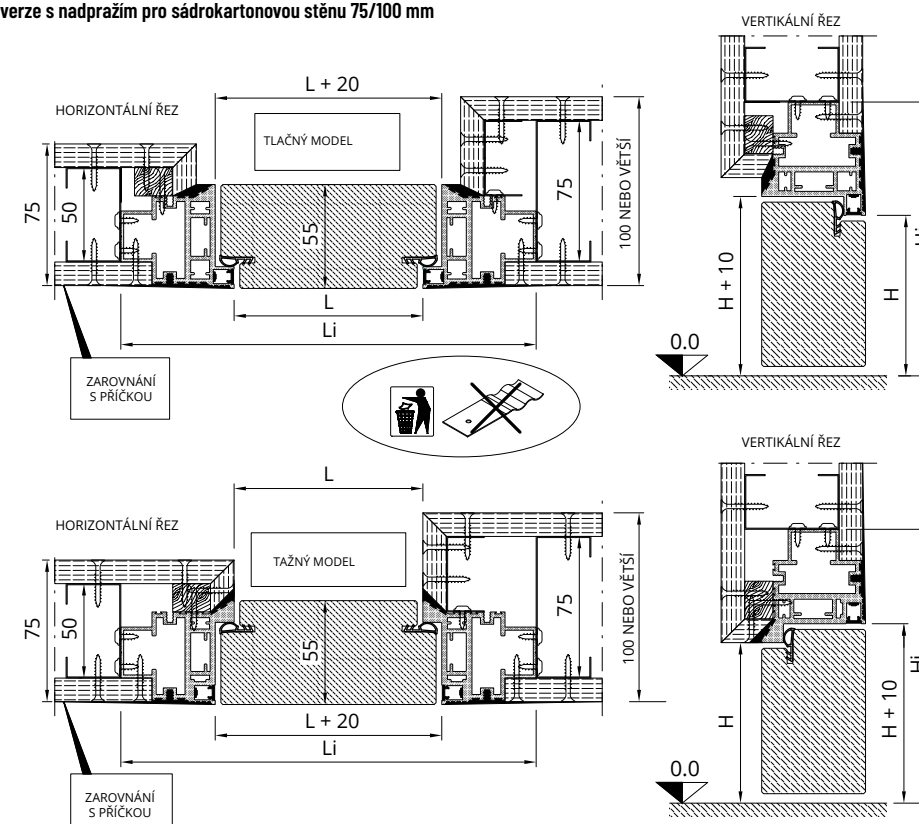 verze s nadpražím pro sádrokartonovou stěnu 75/100 mm
HORIZONTÁLNÍ ŘEZ
L + 20
TLAČNÝ MODEL
75
50
55
75
100 NEBO VĚTŠÍ
L
Li
ZAROVNÁNÍ
S PŘÍČKOU
VERTIKÁLNÍ ŘEZ
H + 10
H
0.0
HORIZONTÁLNÍ ŘEZ
L
TAŽNÝ MODEL
75
50
55
75
100 NEBO VĚTŠÍ
L + 20
Li
ZAROVNÁNÍ
S PŘÍČKOU
VERTIKÁLNÍ ŘEZ
H
H + 10
Hi
0.0